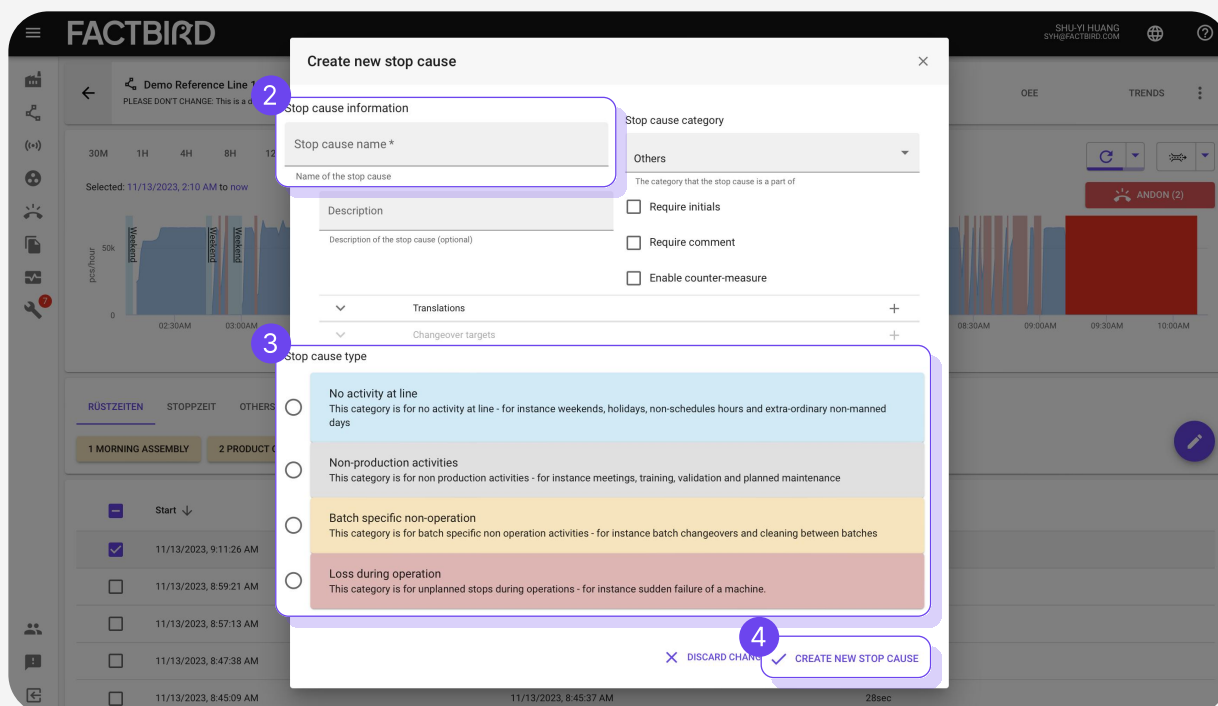 FACTBIRD
SHU-YI HUANG
SYH@FACTBIRD.COM
Demo Reference Line 1
PLEASE DON'T CHANGE: This is a d
OEE
TRENDS
30M 1H 4H 8H 12
Selected: 11/13/2023, 2:10 AM to now
ANDON (2)
pcs/hour
50k
0
Weekend
Weekend
Weekend
02:30AM
03:00AM
08:30AM
09:00AM
09:30AM
10:00AM
7
RÜSTZEITEN
STOPPZEIT
OTHERS
1 MORNING ASSEMBLY
2 PRODUCT
Start
11/13/2023, 9:11:26 AM
11/13/2023, 8:59:21 AM
11/13/2023, 8:57:13 AM
11/13/2023, 8:47:38 AM
11/13/2023, 8:45:09 AM
11/13/2023, 8:45:37 AM
28sec
Create new stop cause
2
Stop cause information
Stop cause name *
Name of the stop cause
Stop cause category
Others
The category that the stop cause is a part of
Description
Description of the stop cause (optional)
Require initials
Require comment
Enable counter-measure
Translations
Changeover targets
3
Stop cause type
No activity at line
This category is for no activity at line - for instance weekends, holidays, non-schedules hours and extra-ordinary non-manned
days
Non-production activities
This category is for non production activities - for instance meetings, training, validation and planned maintenance
Batch specific non-operation
This category is for batch specific non operation activities - for instance batch changeovers and cleaning between batches
Loss during operation
This category is for unplanned stops during operations - for instance sudden failure of a machine.
4
DISCARD CHANG
CREATE NEW STOP CAUSE